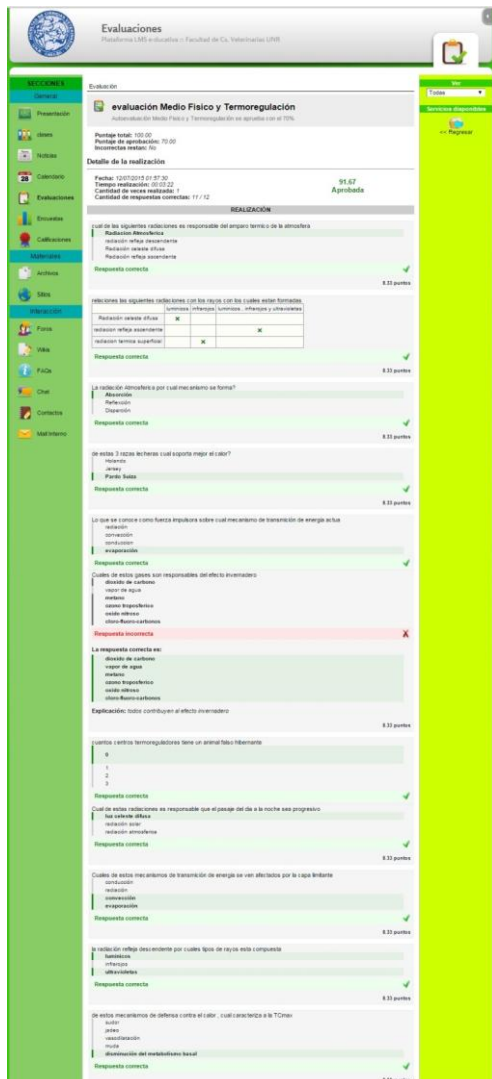 Evaluaciones
Plataforma LMS e-ducativa :: Facultad de Cs. Veterinarias UNR
SECCIONES
General
Presentación
clases
Noticias
28 Calendario
Evaluaciones
Encuestas
Calificaciones
Materiales
Archivos
Sitios
Interacción
Foros
Wikis
FAQs
Chat
Contactos
Mail Interno
Ver
Todas
Servicios disponibles
<< Regresar
Evaluación
evaluación Medio Fisico y Termoregulación
Autoevaluación Medio Fisico y Termoregulación se aprueba con el 70%
Puntaje total: 100.00
Puntaje de aprobación: 70.00
Incorrectas restan: No
Detalle de la realización
Fecha: 12/07/2015 01:57:30
Tiempo realización: 00:03:22
Cantidad de veces realizada: 1
Cantidad de respuestas correctas: 11 / 12
91.67
Aprobada
REALIZACIÓN
cual de las siguientes radiaciones es responsable del amparo termico de la atmosfera
Radiacion Atmosferica
radiación refleja descendente
Radiación celeste difusa
Radiación refleja ascendente
Respuesta correcta
8.33 puntos
relaciones las siguientes radiaciones con los rayos con los cuales estan formadas
luminicos infrarojos luminicos , infrarojos y ultravioletas
Radiación celeste difusa
radiacion refleja ascendente
radiacion termica superficial
Respuesta correcta
8.33 puntos
La radiación Atmosférica por cual mecanismo se forma?
Absorción
Reflexción
Dispersión
Respuesta correcta
8.33 puntos
de estas 3 razas lecheras cual soporta mejor el calor?
Holando
Jersey
Pardo Suizo
Respuesta correcta
8.33 puntos
Lo que se conoce como fuerza impulsora sobre cual mecanismo de transmición de energia actua
radiación
convección
conduccion
evaporación
Respuesta correcta
Cuales de estos gases son responsables del efecto invernadero
dioxido de carbono
vapor de agua
metano
ozono troposferico
oxido nitroso
cloro-fluoro-carbonos
Respuesta incorrecta
X
La respuesta correcta es:
dioxido de carbono
vapor de agua
metano
ozono troposferico
oxido nitroso
cloro-fluoro-carbonos
Explicación: todos contribuyen al efecto invernadero
8.33 puntos
cuantos centros termoreguladores tiene un animal falso hibernante
0
1
2
3
Respuesta correcta
Cual de estas radiaciones es responsable que el pasaje del dia a la noche sea progresivo
luz celeste difusa
radiación solar
radiación atmosferica
Respuesta correcta
8.33 puntos
Cuales de estos mecanismos de transmición de energia se ven afectados por la capa limitante
conducción
radiación
convección
evaporación
Respuesta correcta
8.33 puntos
la radiación refleja descendente por cuales tipos de rayos esta compuesta
luminicos
infrarojos
ultravioletas
Respuesta correcta
8.33 puntos
de estos mecanismos de defensa contra el calor , cual caracteriza a la TCmax
sudor
jadeo
vasodilatación
muda
disminución del metabolismo basal
Respuesta correcta